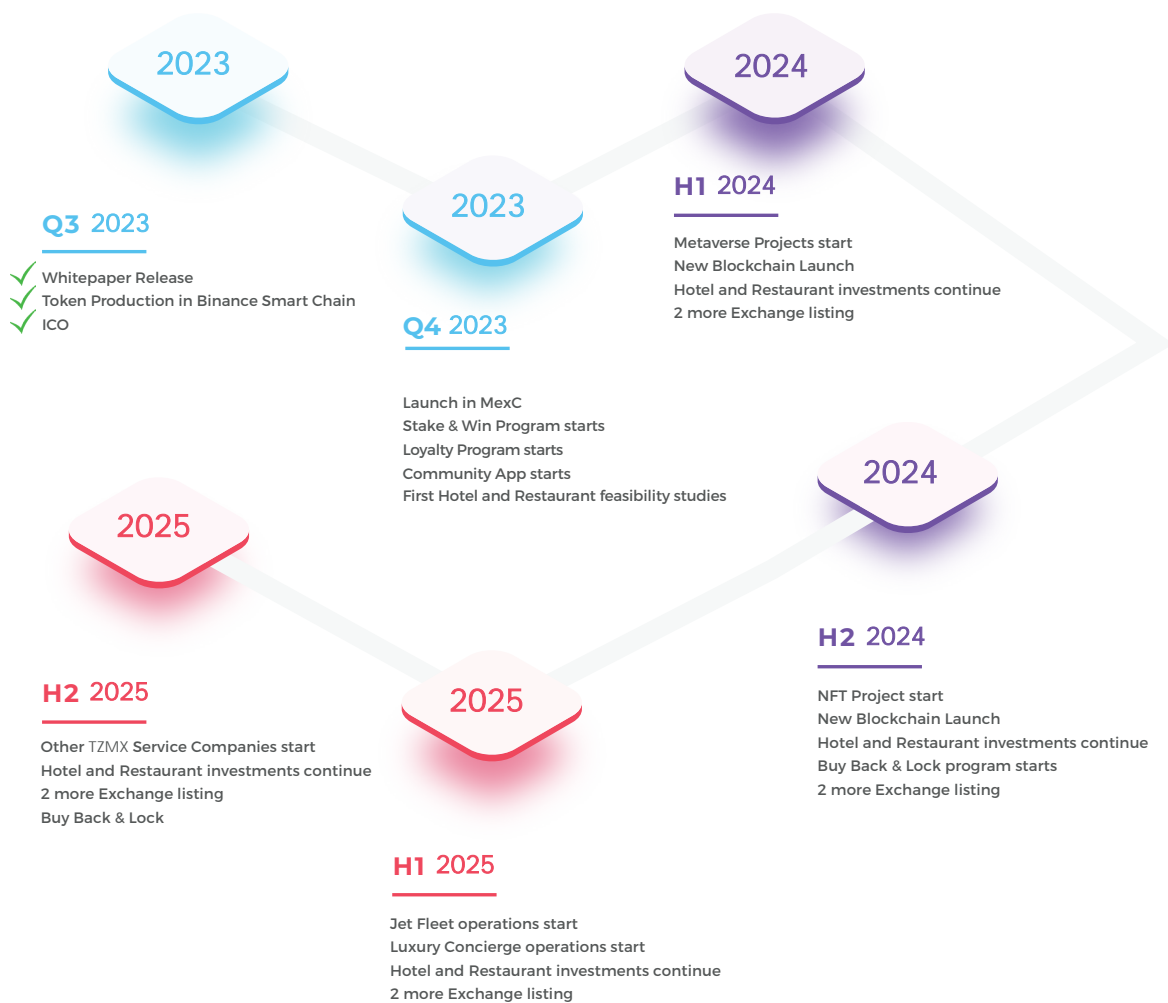 2023
Q3 2023
Whitepaper Release
Token Production in Binance Smart Chain
ICO
2023
Q4 2023
Launch in MexC
Stake & Win Program starts
Loyalty Program starts
Community App starts
First Hotel and Restaurant feasibility studies
2024
H1 2024
Metaverse Projects start
New Blockchain Launch
Hotel and Restaurant investments continue
2 more Exchange listing
2024
H2 2024
NFT Project start
New Blockchain Launch
Hotel and Restaurant investments continue
Buy Back & Lock program starts
2 more Exchange listing
2025
H1 2025
Jet Fleet operations start
Luxury Concierge operations start
Hotel and Restaurant investments continue
2 more Exchange listing
2025
H2 2025
Other TZMX Service Companies start
Hotel and Restaurant investments continue
2 more Exchange listing
Buy Back & Lock